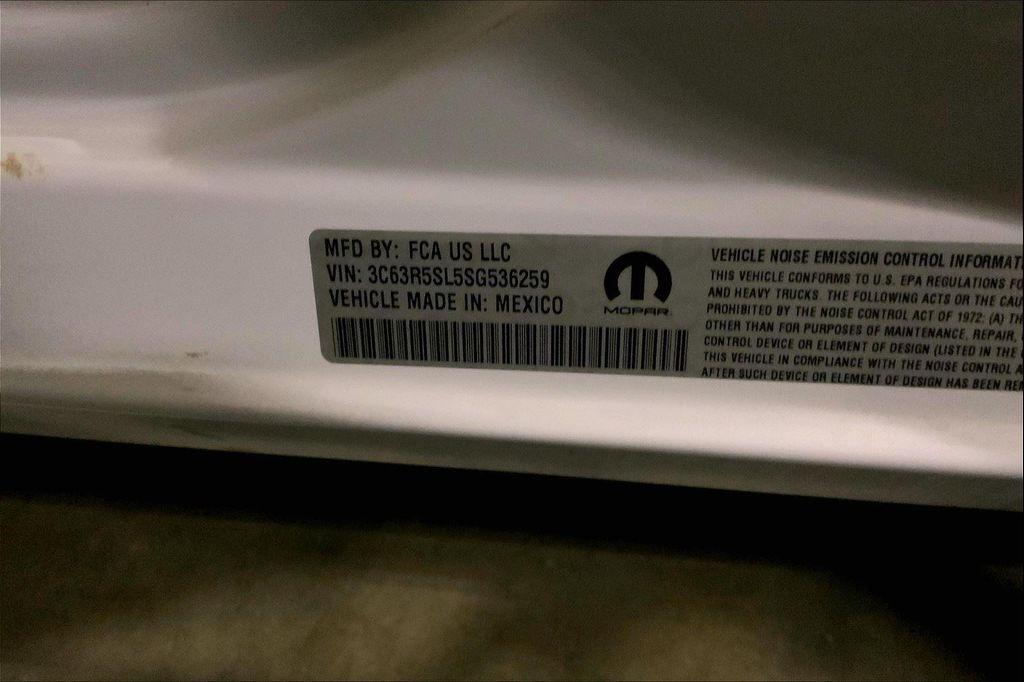 MFD BY: FCA US LLC
VIN: 3C63R5SL5SG536259
VEHICLE MADE IN: MEXICO
MOPAR
VEHICLE NOISE EMISSION CONTROL
THIS VEHICLE CONFORMS TO U.S. EPA REGULATIONS
AND HEAVY TRUCKS. THE FOLLOWING ACTS OR THE
PROHIBITED BY THE NOISE CONTROL ACT OF 1972: (A)
OTHER THAN FOR PURPOSES OF MAINTENANCE, REPAIR,
CONTROL DEVICE OR ELEMENT OF DESIGN (LISTED IN THE
THIS VEHICLE IN COMPLIANCE WITH THE NOISE CONTROL
AFTER SUCH DEVICE OR ELEMENT OF DESIGN HAS BEEN